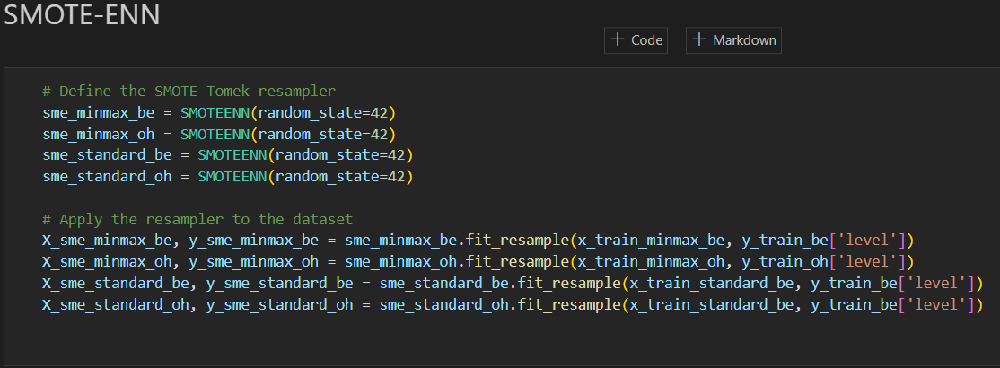 SMOTE-ENN
+ Code + Markdown
# Define the SMOTE-Tomek resampler
sme_minmax_be = SMOTEENN(random_state=42)
sme_minmax_oh = SMOTEENN(random_state=42)
sme_standard_be = SMOTEENN(random_state=42)
sme_standard_oh = SMOTEENN(random_state=42)
# Apply the resampler to the dataset
X_sme_minmax_be, y_sme_minmax_be = sme_minmax_be.fit_resample(x_train_minmax_be, y_train_be['level'])
X_sme_minmax_oh, y_sme_minmax_oh = sme_minmax_oh.fit_resample(x_train_minmax_oh, y_train_oh['level'])
X_sme_standard_be, y_sme_standard_be = sme_standard_be.fit_resample(x_train_standard_be, y_train_be['level'])
X_sme_standard_oh, y_sme_standard_oh = sme_standard_oh.fit_resample(x_train_standard_be, y_train_be['level'])